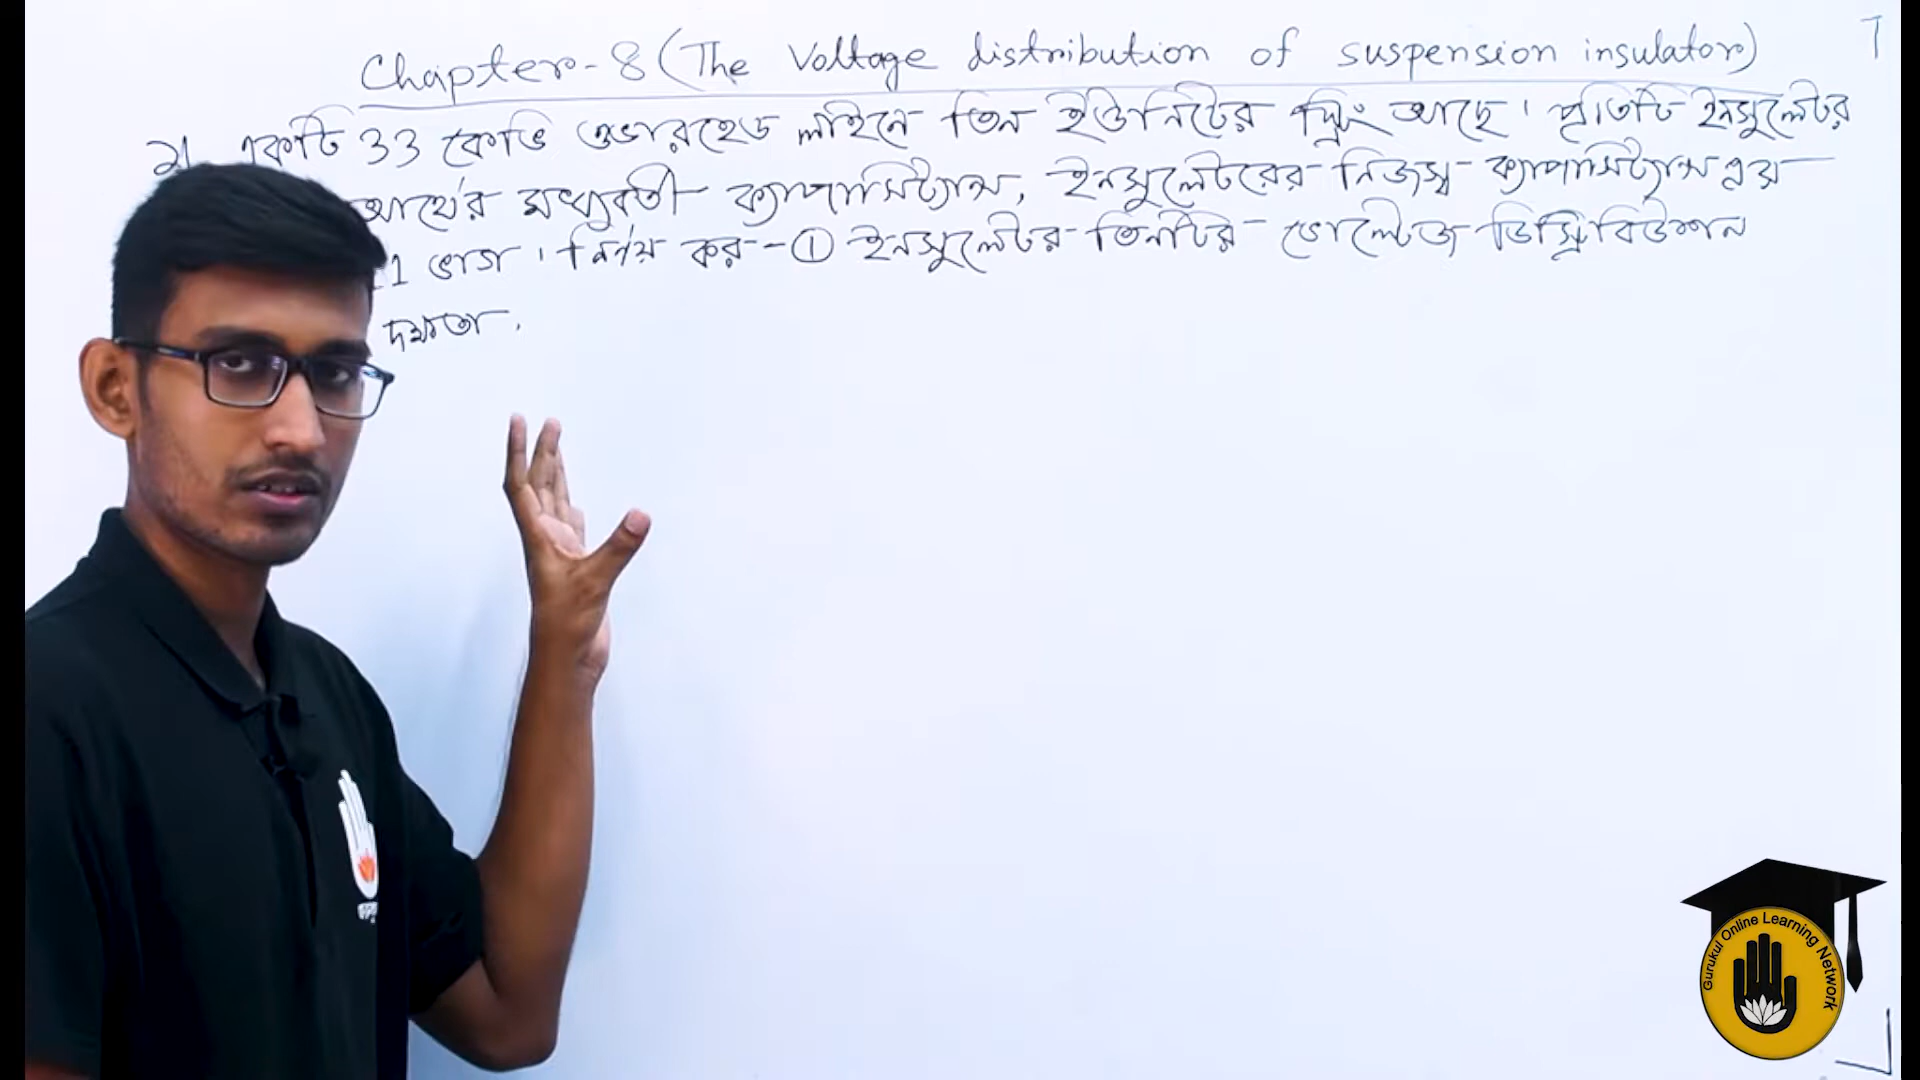 Chapter-8 (The Voltage distribution of suspension insulator)
১। একটি 33 কেভি ওভারহেড লাইনে তিন ইউনিটের স্ট্রিং আছে। প্রতিটি ইনসুলেটর
আর্থের মধ্যবর্তী ক্যাপাসিট্যান্স, ইনসুলেটরের নিজস্ব ক্যাপাসিট্যান্স এর
11 ভাগ। নির্ণয় কর-- ① ইনসুলেটর তিনটির ভোল্টেজ ডিস্ট্রিবিউশন
দক্ষতা.
Gurukul Online Learning Network